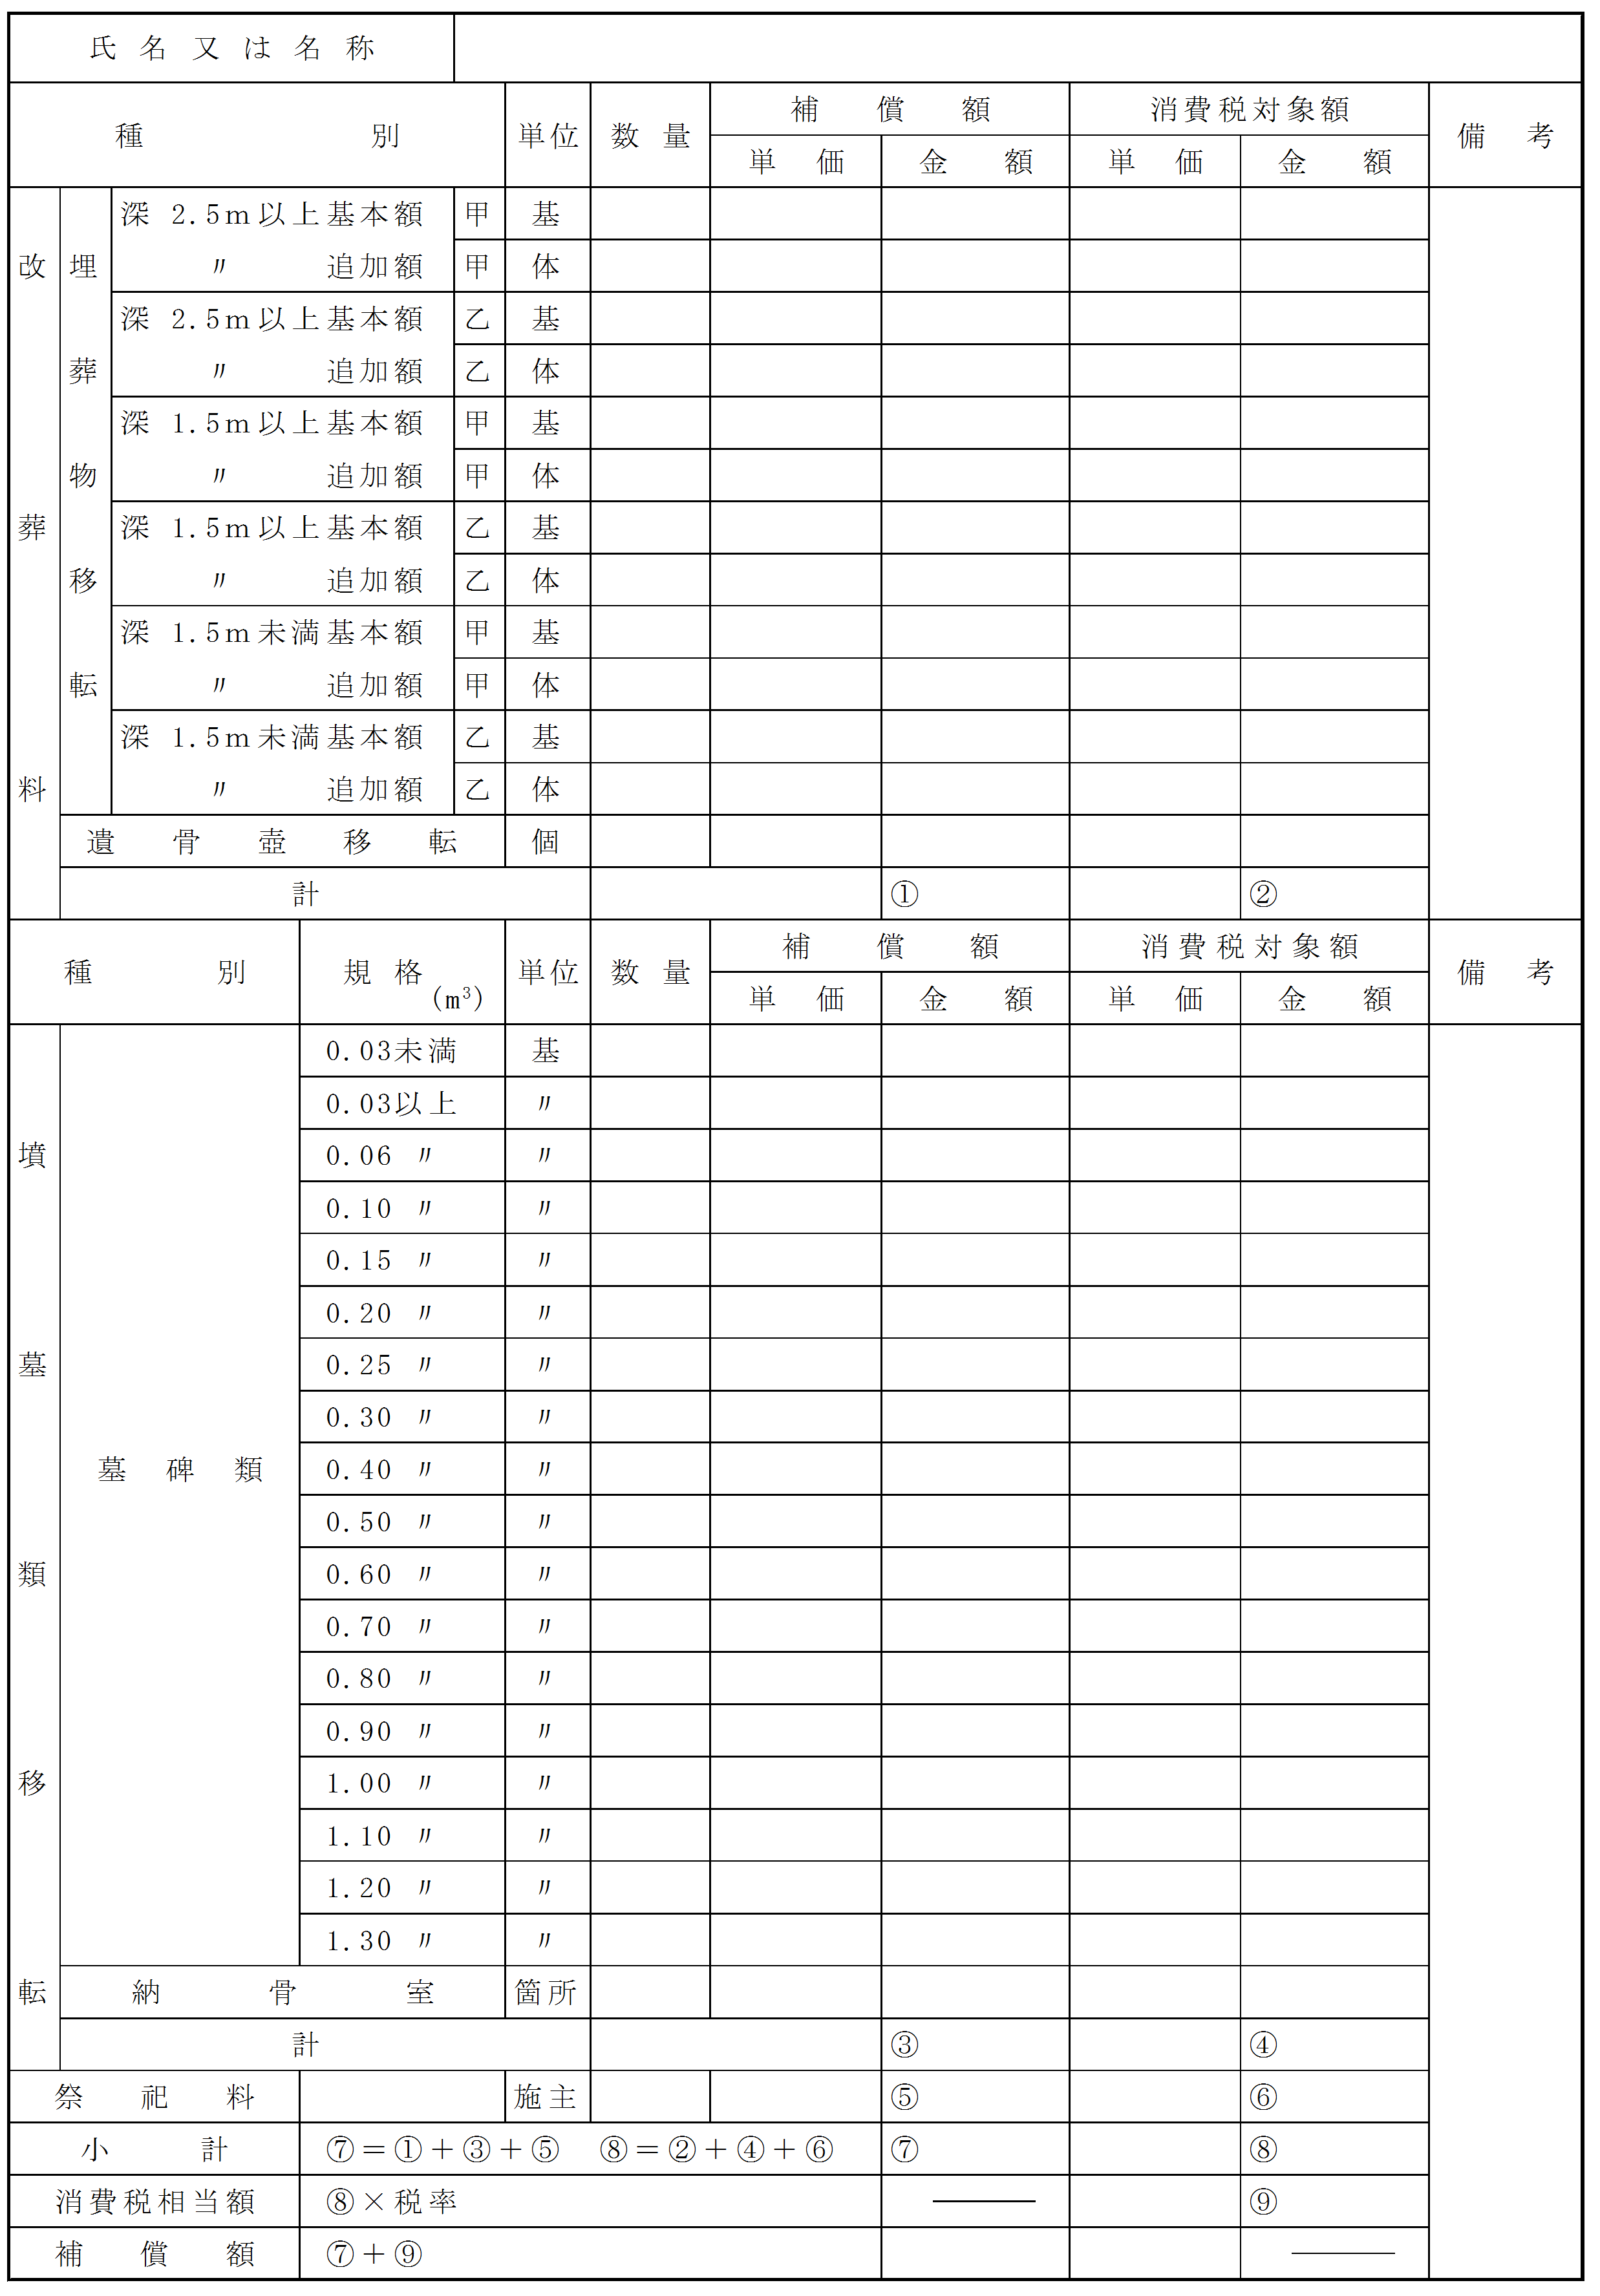 氏名又は名称
種別 単位 数量 補償額 消費税対象額 備考
単価 金額 単価 金額
改葬料
埋葬物移転
深 2.5m以上基本額 甲 基
〃 追加額 甲 体
深 2.5m以上基本額 乙 基
〃 追加額 乙 体
深 1.5m以上基本額 甲 基
〃 追加額 甲 体
深 1.5m以上基本額 乙 基
〃 追加額 乙 体
深 1.5m未満基本額 甲 基
〃 追加額 甲 体
深 1.5m未満基本額 乙 基
〃 追加額 乙 体
遺骨壺移転 個
計 ① ②
種別 規格 単位 数量 補償額 消費税対象額 備考
(m³) 単価 金額 単価 金額
墳墓類移転
墓碑類
0.03未満 基
0.03以上 〃
0.06 〃 〃
0.10 〃 〃
0.15 〃 〃
0.20 〃 〃
0.25 〃 〃
0.30 〃 〃
0.40 〃 〃
0.50 〃 〃
0.60 〃 〃
0.70 〃 〃
0.80 〃 〃
0.90 〃 〃
1.00 〃 〃
1.10 〃 〃
1.20 〃 〃
1.30 〃 〃
納骨室 箇所
計 ③ ④
祭祀料 施主 ⑤ ⑥
小計 ⑦=①+③+⑤ ⑧=②+④+⑥ ⑦ ⑧
消費税相当額 ⑧×税率 ――― ⑨
補償額 ⑦+⑨ ―――